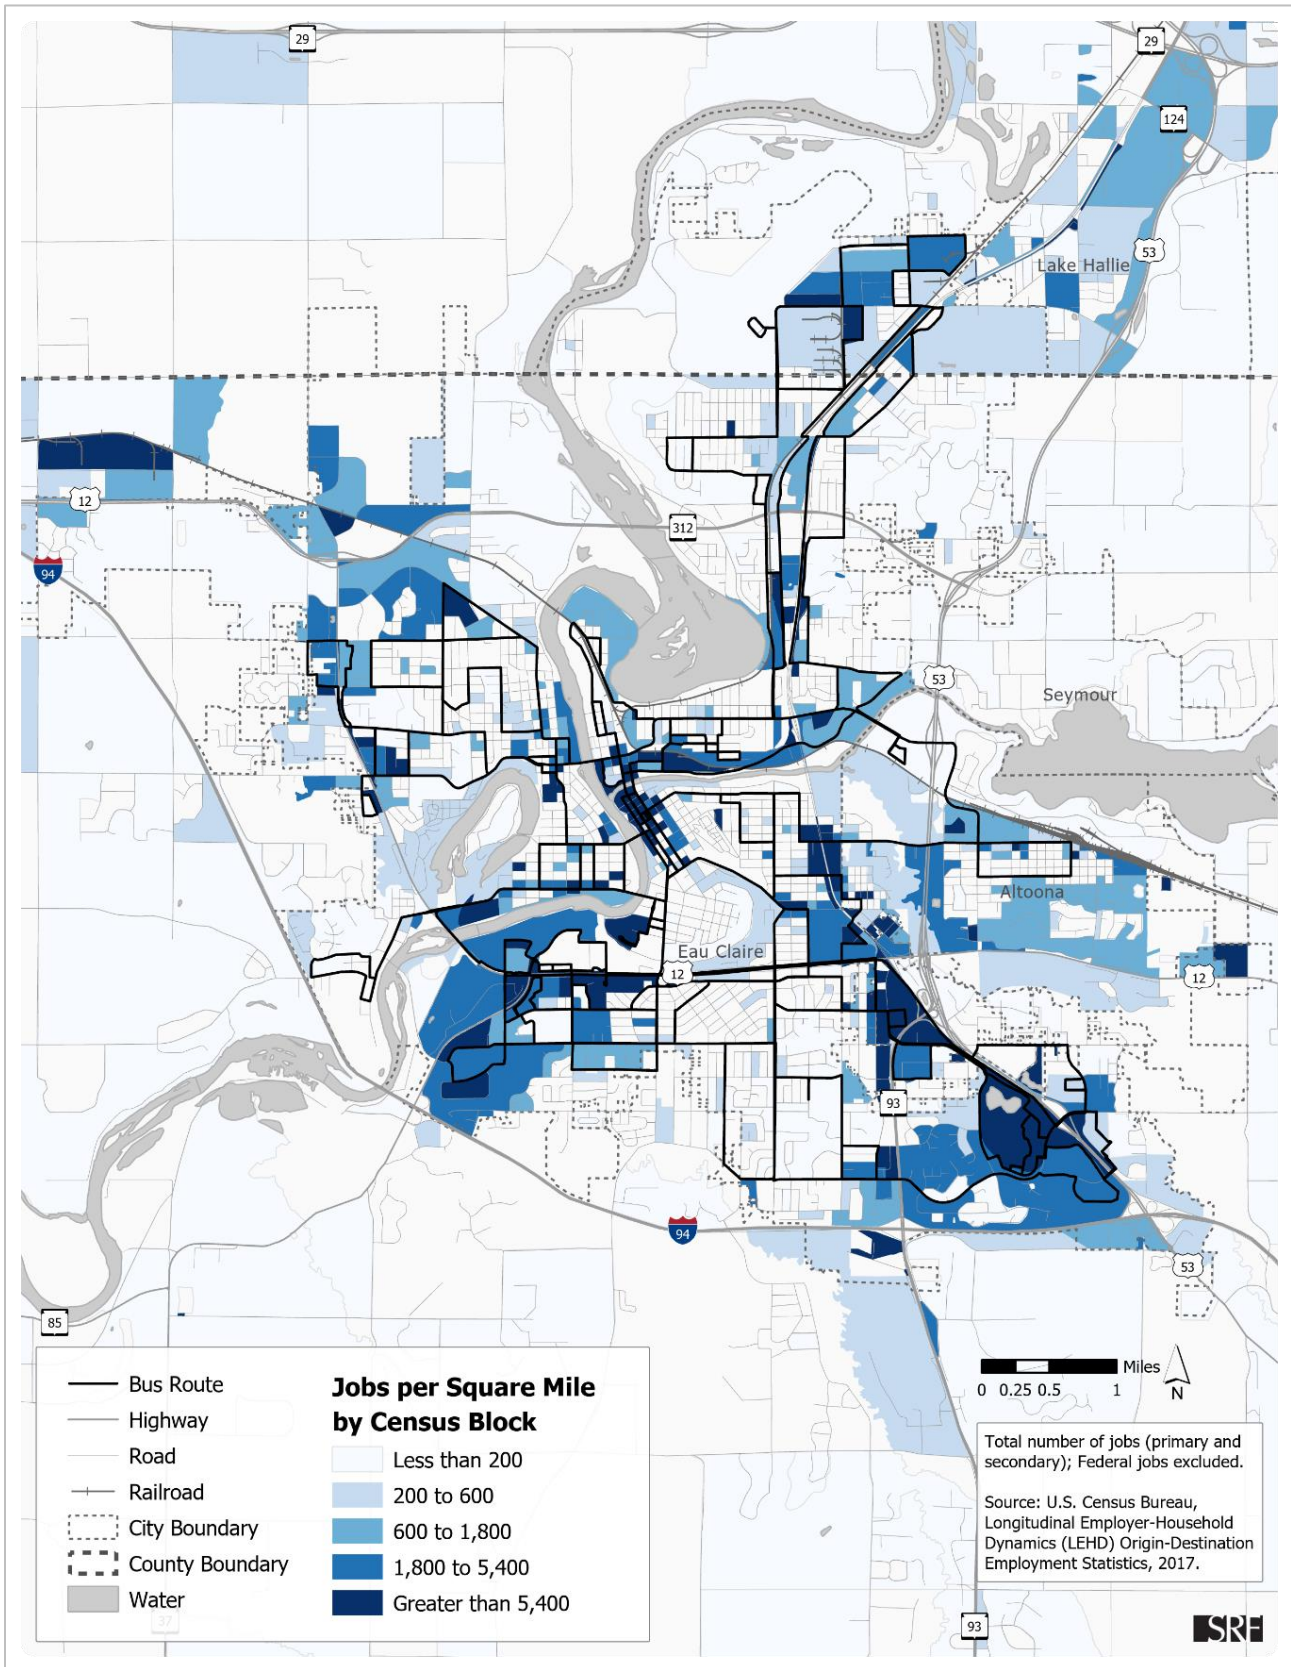 29
29
124
53
Lake Hallie
12
312
94
53
Seymour
Altoona
Eau Claire
12
12
93
94
53
85
Bus Route
Highway
Road
Railroad
City Boundary
County Boundary
Water
37
Jobs per Square Mile
by Census Block
Less than 200
200 to 600
600 to 1,800
1,800 to 5,400
Greater than 5,400
Miles
0 0.25 0.5 1
N
Total number of jobs (primary and
secondary); Federal jobs excluded.
Source: U.S. Census Bureau,
Longitudinal Employer-Household
Dynamics (LEHD) Origin-Destination
Employment Statistics, 2017.
93
SRF